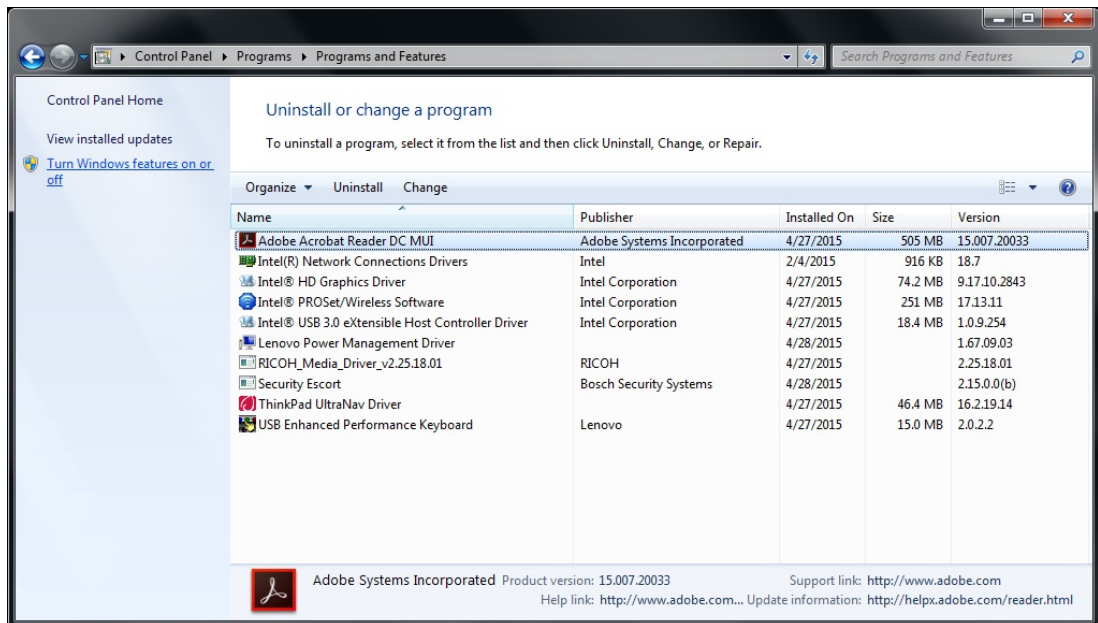 Control Panel Programs Programs and Features Search Programs and Features
Control Panel Home
View installed updates
Turn Windows features on or
off
Uninstall or change a program
To uninstall a program, select it from the list and then click Uninstall, Change, or Repair.
Organize Uninstall Change
Name Publisher Installed On Size Version
Adobe Acrobat Reader DC MUI Adobe Systems Incorporated 4/27/2015 505 MB 15.007.20033
Intel(R) Network Connections Drivers Intel 2/4/2015 916 KB 18.7
Intel® HD Graphics Driver Intel Corporation 4/27/2015 74.2 MB 9.17.10.2843
Intel® PROSet/Wireless Software Intel Corporation 4/27/2015 251 MB 17.13.11
Intel® USB 3.0 eXtensible Host Controller Driver Intel Corporation 4/27/2015 18.4 MB 1.0.9.254
Lenovo Power Management Driver 4/28/2015 1.67.09.03
RICOH_Media_Driver_v2.25.18.01 RICOH 4/27/2015 2.25.18.01
Security Escort Bosch Security Systems 4/28/2015 2.15.0.0(b)
ThinkPad UltraNav Driver 4/27/2015 46.4 MB 16.2.19.14
USB Enhanced Performance Keyboard Lenovo 4/27/2015 15.0 MB 2.0.2.2
Adobe Systems Incorporated Product version: 15.007.20033 Support link: http://www.adobe.com
Help link: http://www.adobe.com... Update information: http://helpx.adobe.com/reader.html